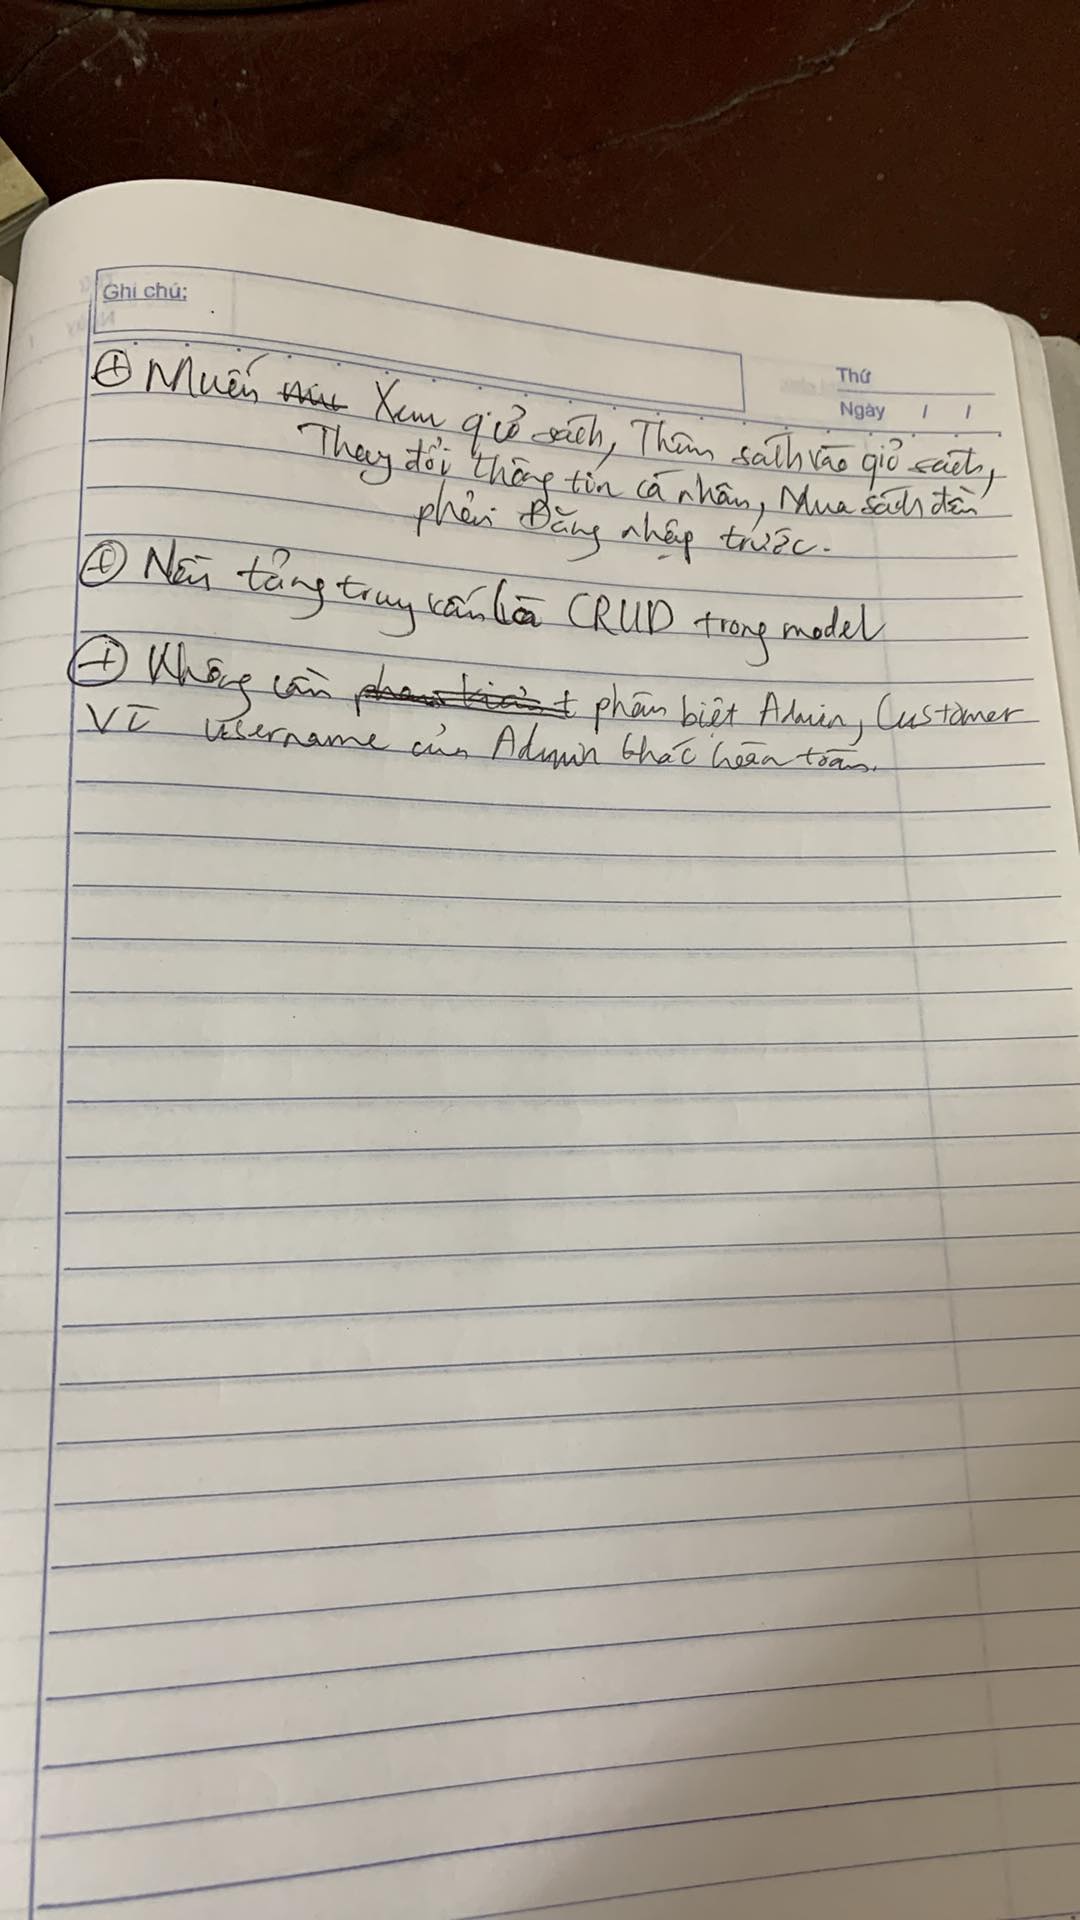 Ghi chú:
Thứ
Ngày / /
⊕ Muốn Xem giỏ sách, Thêm sách vào giỏ sách,
Thay đổi thông tin cá nhân, Mua sách đều
phải Đăng nhập trước.
⊕ Nền tảng truy vấn là CRUD trong model
⊕ Không cần phân biệt Admin, Customer
Vì Username của Admin khác hoàn toàn.